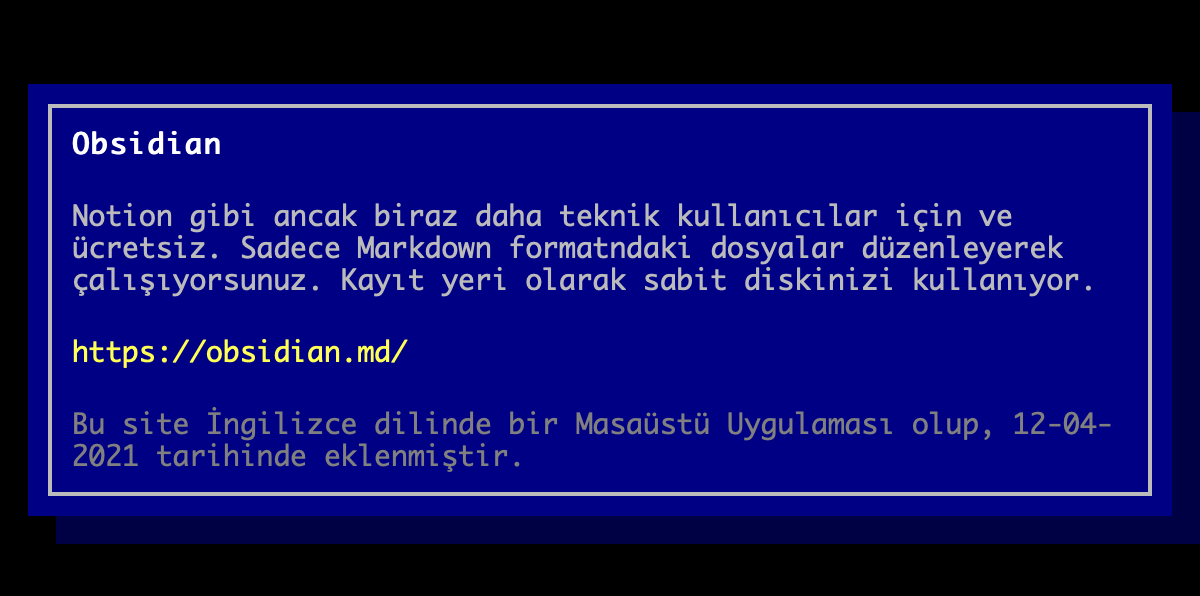 Obsidian
Notion gibi ancak biraz daha teknik kullanıcılar için ve
ücretsiz. Sadece Markdown formatndaki dosyalar düzenleyerek
çalışıyorsunuz. Kayıt yeri olarak sabit diskinizi kullanıyor.
https://obsidian.md/
Bu site İngilizce dilinde bir Masaüstü Uygulaması olup, 12-04-
2021 tarihinde eklenmiştir.